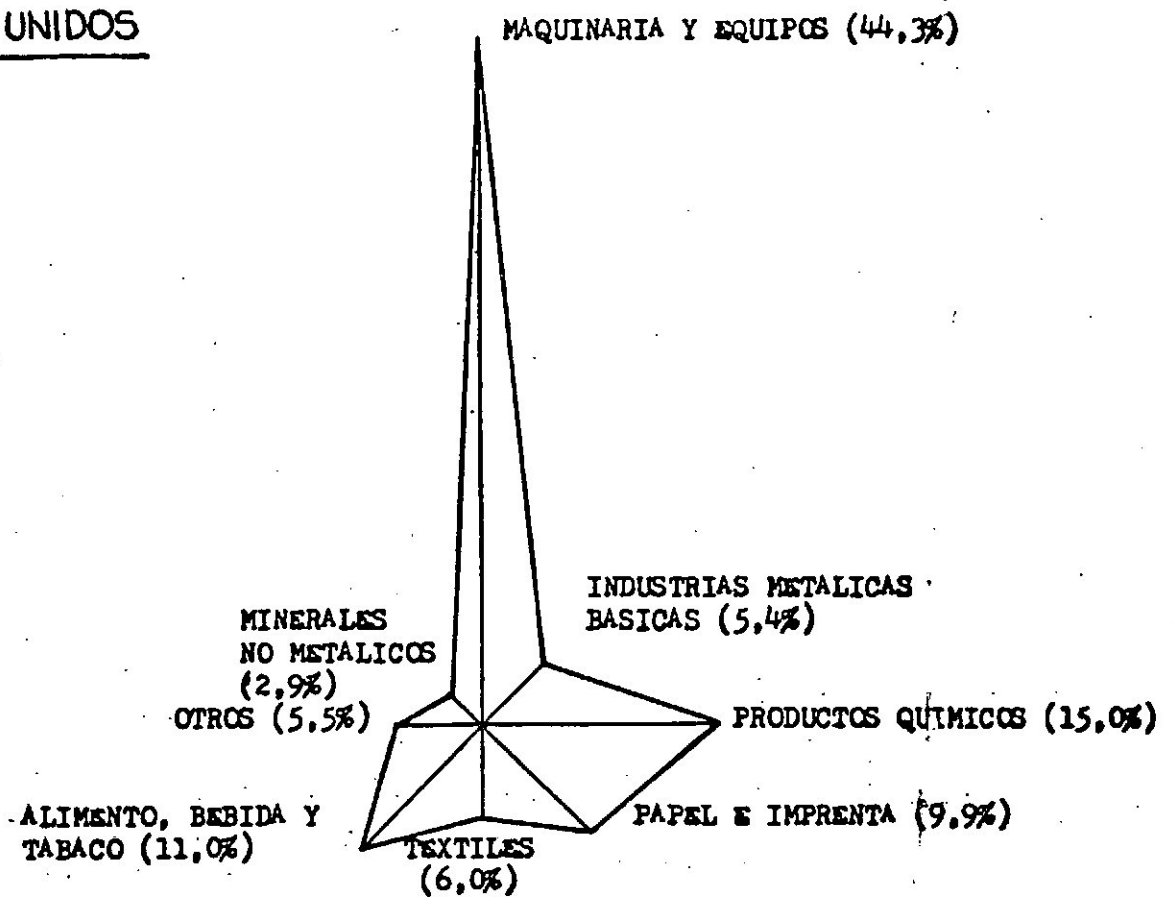 UNIDOS
MAQUINARIA Y EQUIPOS (44,3%)
INDUSTRIAS METALICAS
BASICAS (5,4%)
MINERALES
NO METALICOS
(2,9%)
OTROS (5,5%)
PRODUCTOS QUIMICOS (15,0%)
ALIMENTO, BEBIDA Y
TABACO (11,0%)
PAPEL E IMPRENTA (9,9%)
TEXTILES
(6,0%)